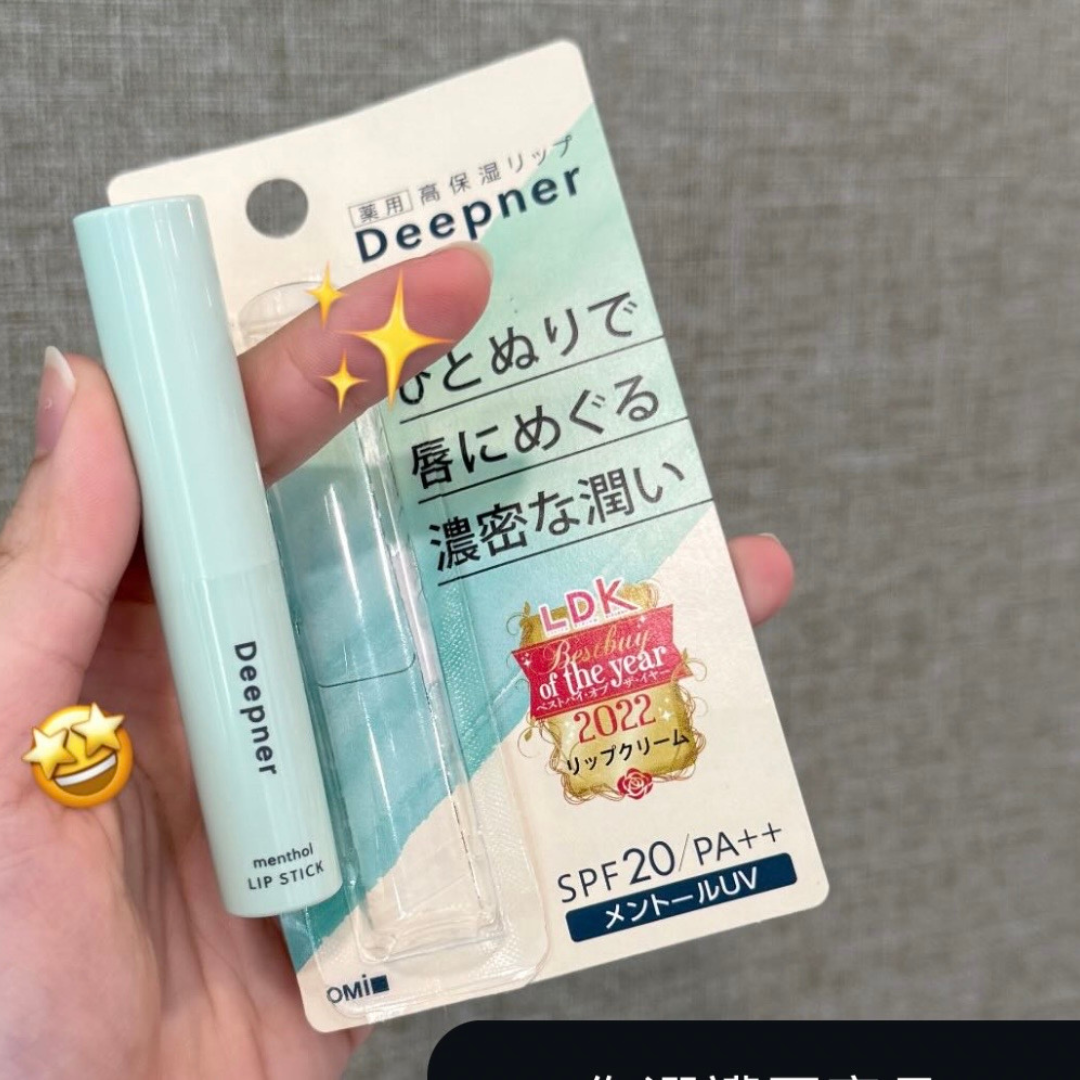 薬用 高保湿リップ
Deepner
ひとぬりで
唇にめぐる
濃密な潤い
LDK
Bestbuy
of the year
ベストバイ・オブ・ザ・イヤー
2022
リップクリーム
SPF20/PA++
メントールUV
OMI
Deepner
menthol
LIP STICK